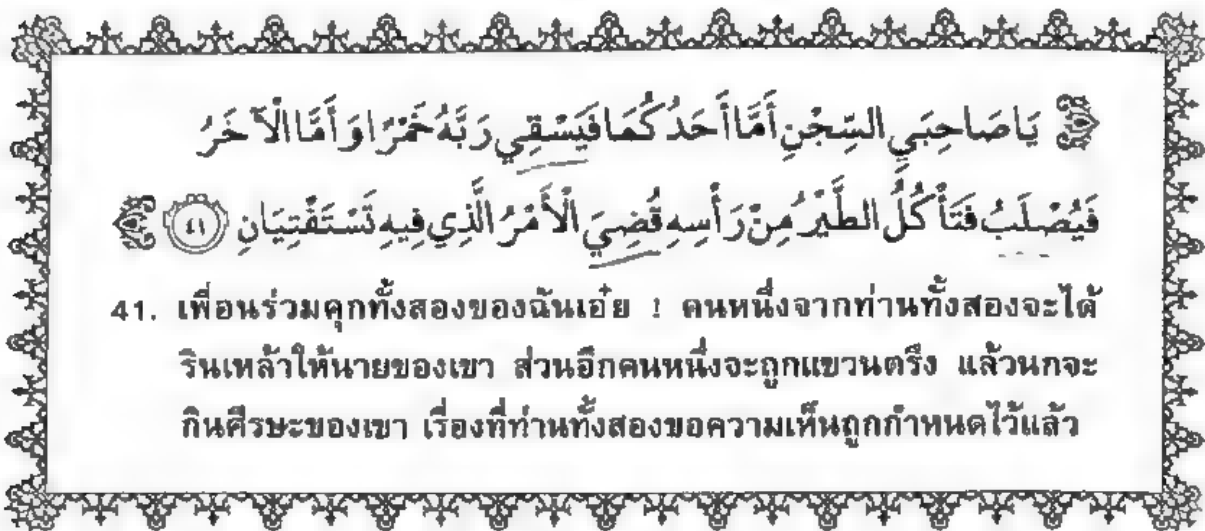 يَا صَاحِبَيِ السِّجْنِ أَمَّا أَحَدُكُمَا فَيَسْقِي رَبَّهُ خَمْرًا وَأَمَّا الْآخَرُ
فَيُصْلَبُ فَتَأْكُلُ الطَّيْرُ مِنْ رَأْسِهِ قُضِيَ الْأَمْرُ الَّذِي فِيهِ تَسْتَفْتِيَانِ ٤١
41. เพื่อนร่วมคุกทั้งสองของฉันเอ๋ย ! คนหนึ่งจากท่านทั้งสองจะได้
รินเหล้าให้นายของเขา ส่วนอีกคนหนึ่งจะถูกแขวนตรึง แล้วนกจะ
กินศีรษะของเขา เรื่องที่ท่านทั้งสองขอความเห็นถูกกำหนดไว้แล้ว